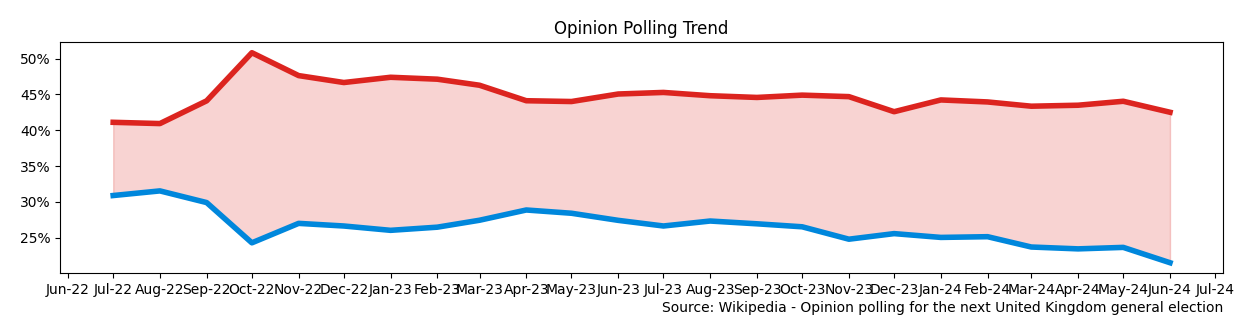 Opinion Polling Trend
50%
45%
40%
35%
30%
25%
Jun-22 Jul-22 Aug-22 Sep-22 Oct-22 Nov-22 Dec-22 Jan-23 Feb-23 Mar-23 Apr-23 May-23 Jun-23 Jul-23 Aug-23 Sep-23 Oct-23 Nov-23 Dec-23 Jan-24 Feb-24 Mar-24 Apr-24 May-24 Jun-24 Jul-24
Source: Wikipedia - Opinion polling for the next United Kingdom general election